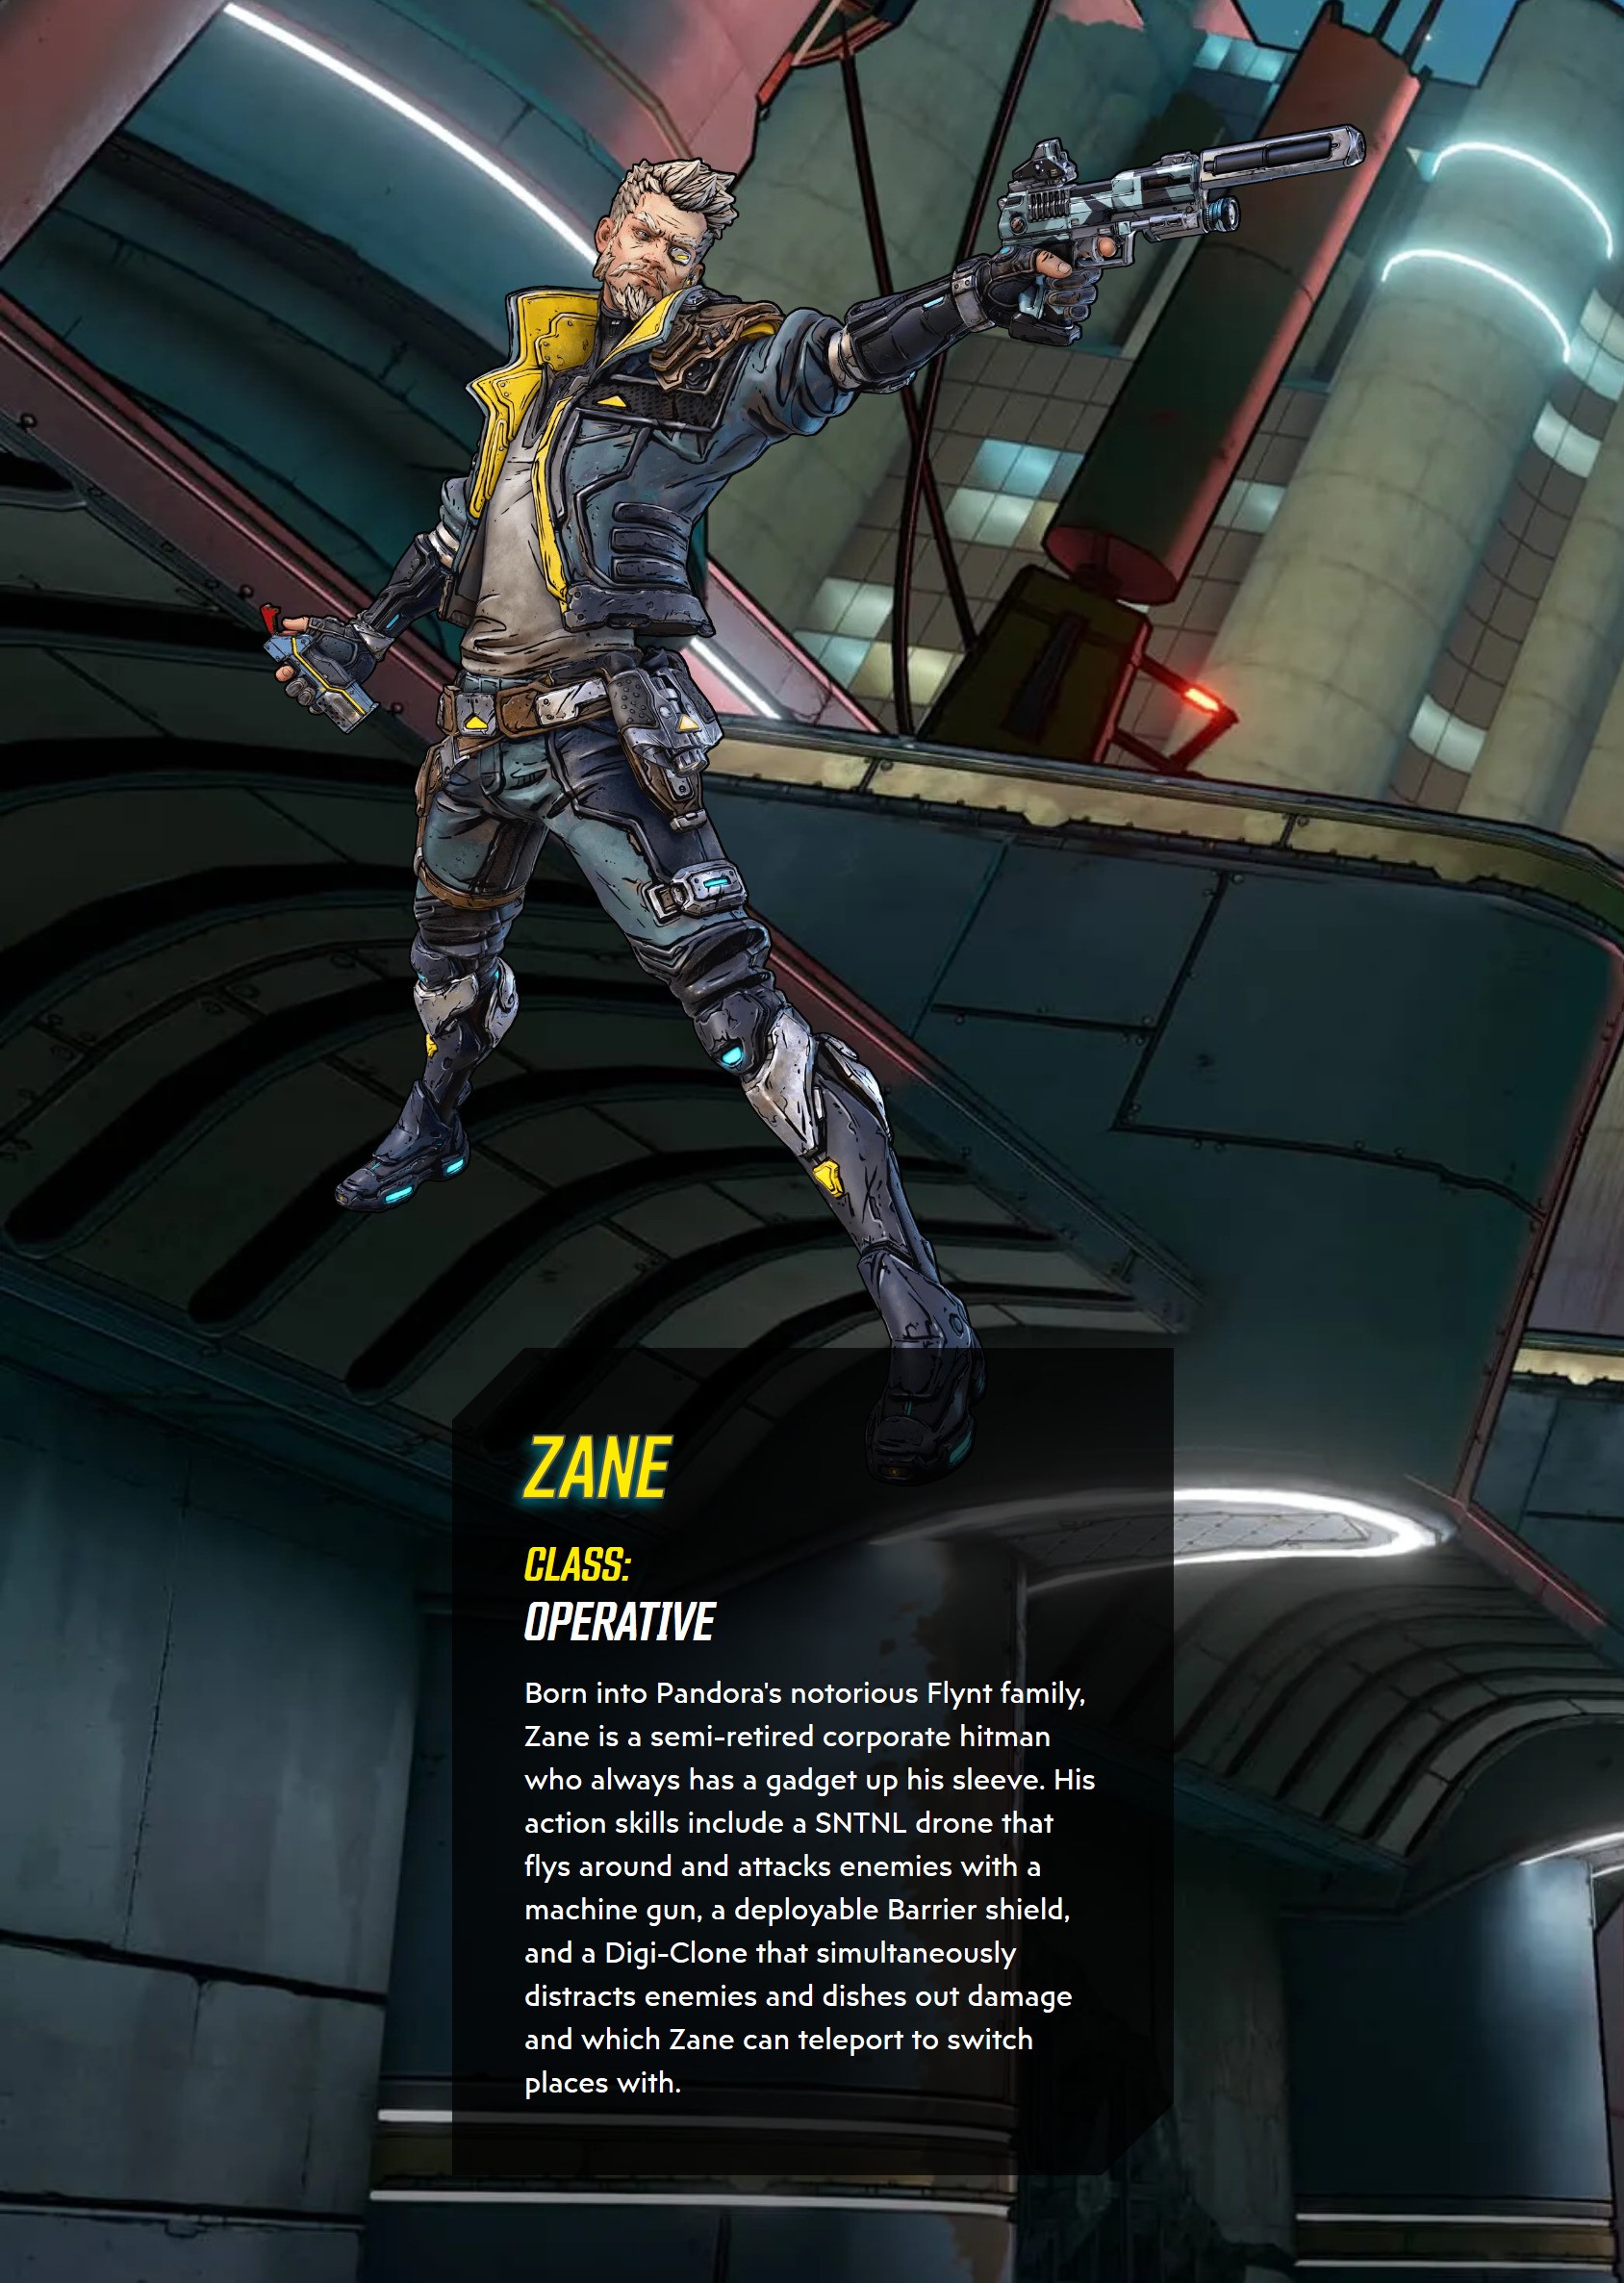 ZANE
CLASS:
OPERATIVE
Born into Pandora's notorious Flynt family,
Zane is a semi-retired corporate hitman
who always has a gadget up his sleeve. His
action skills include a SNTNL drone that
flys around and attacks enemies with a
machine gun, a deployable Barrier shield,
and a Digi-Clone that simultaneously
distracts enemies and dishes out damage
and which Zane can teleport to switch
places with.